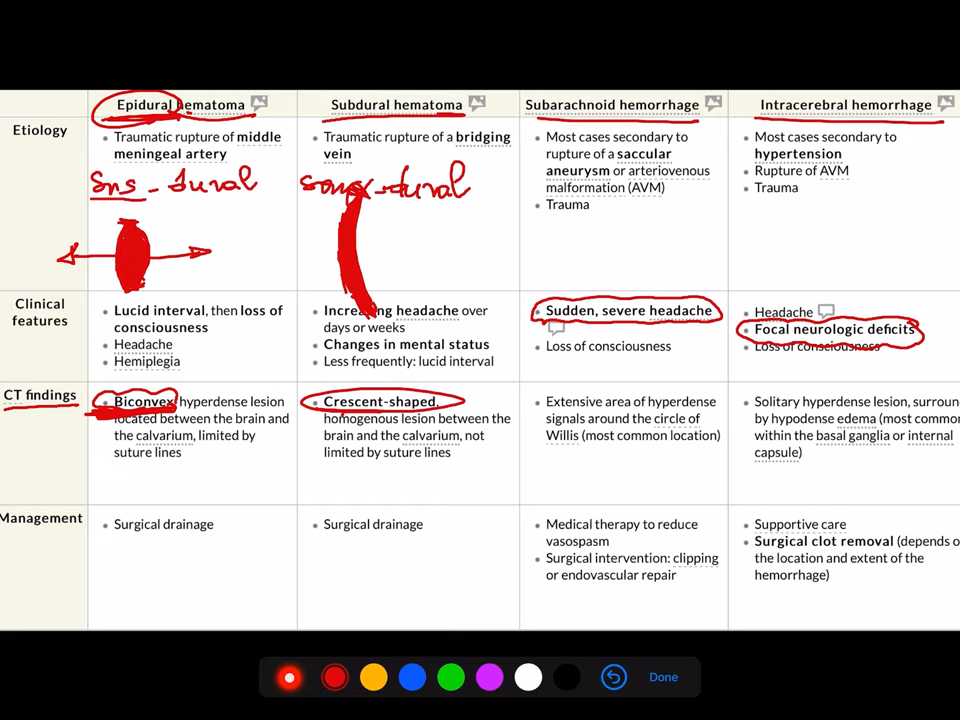 Epidural hematoma
Subdural hematoma
Subarachnoid hemorrhage
Intracerebral hemorrhage
Etiology
Traumatic rupture of middle
meningeal artery
Traumatic rupture of a bridging
vein
Most cases secondary to
rupture of a saccular
aneurysm or arteriovenous
malformation (AVM)
Trauma
Most cases secondary to
hypertension
Rupture of AVM
Trauma
Clinical
features
Lucid interval, then loss of
consciousness
Headache
Hemiplegia
Increasing headache over
days or weeks
Changes in mental status
Less frequently: lucid interval
Sudden, severe headache
Loss of consciousness
Headache
Focal neurologic deficits
Loss of consciousness
CT findings
Biconvex, hyperdense lesion
located between the brain and
the calvarium, limited by
suture lines
Crescent-shaped,
homogenous lesion between the
brain and the calvarium, not
limited by suture lines
Extensive area of hyperdense
signals around the circle of
Willis (most common location)
Solitary hyperdense lesion, surroun
by hypodense edema (most common
within the basal ganglia or internal
capsule)
Management
Surgical drainage
Surgical drainage
Medical therapy to reduce
vasospasm
Surgical intervention: clipping
or endovascular repair
Supportive care
Surgical clot removal (depends o
the location and extent of the
hemorrhage)
Done